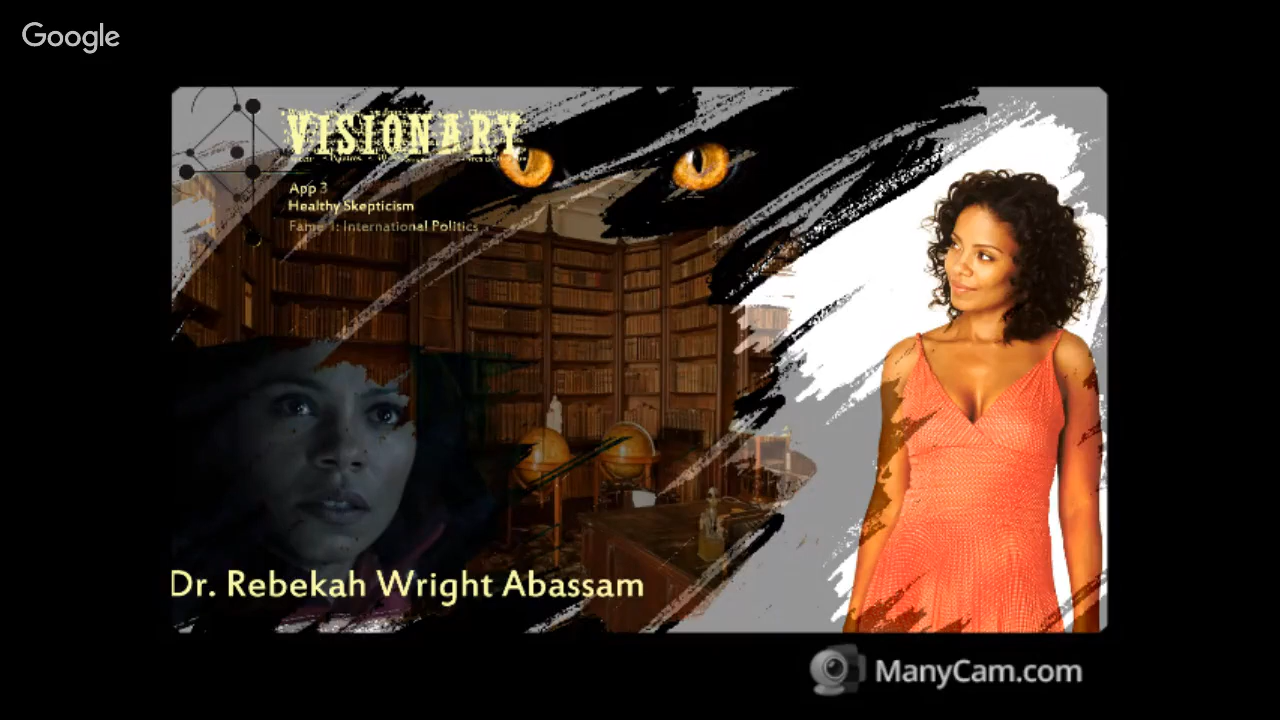 Google
VISIONARY
App 3
Healthy Skepticism
Fame 1: International Politics
Dr. Rebekah Wright Abassam
ManyCam.com